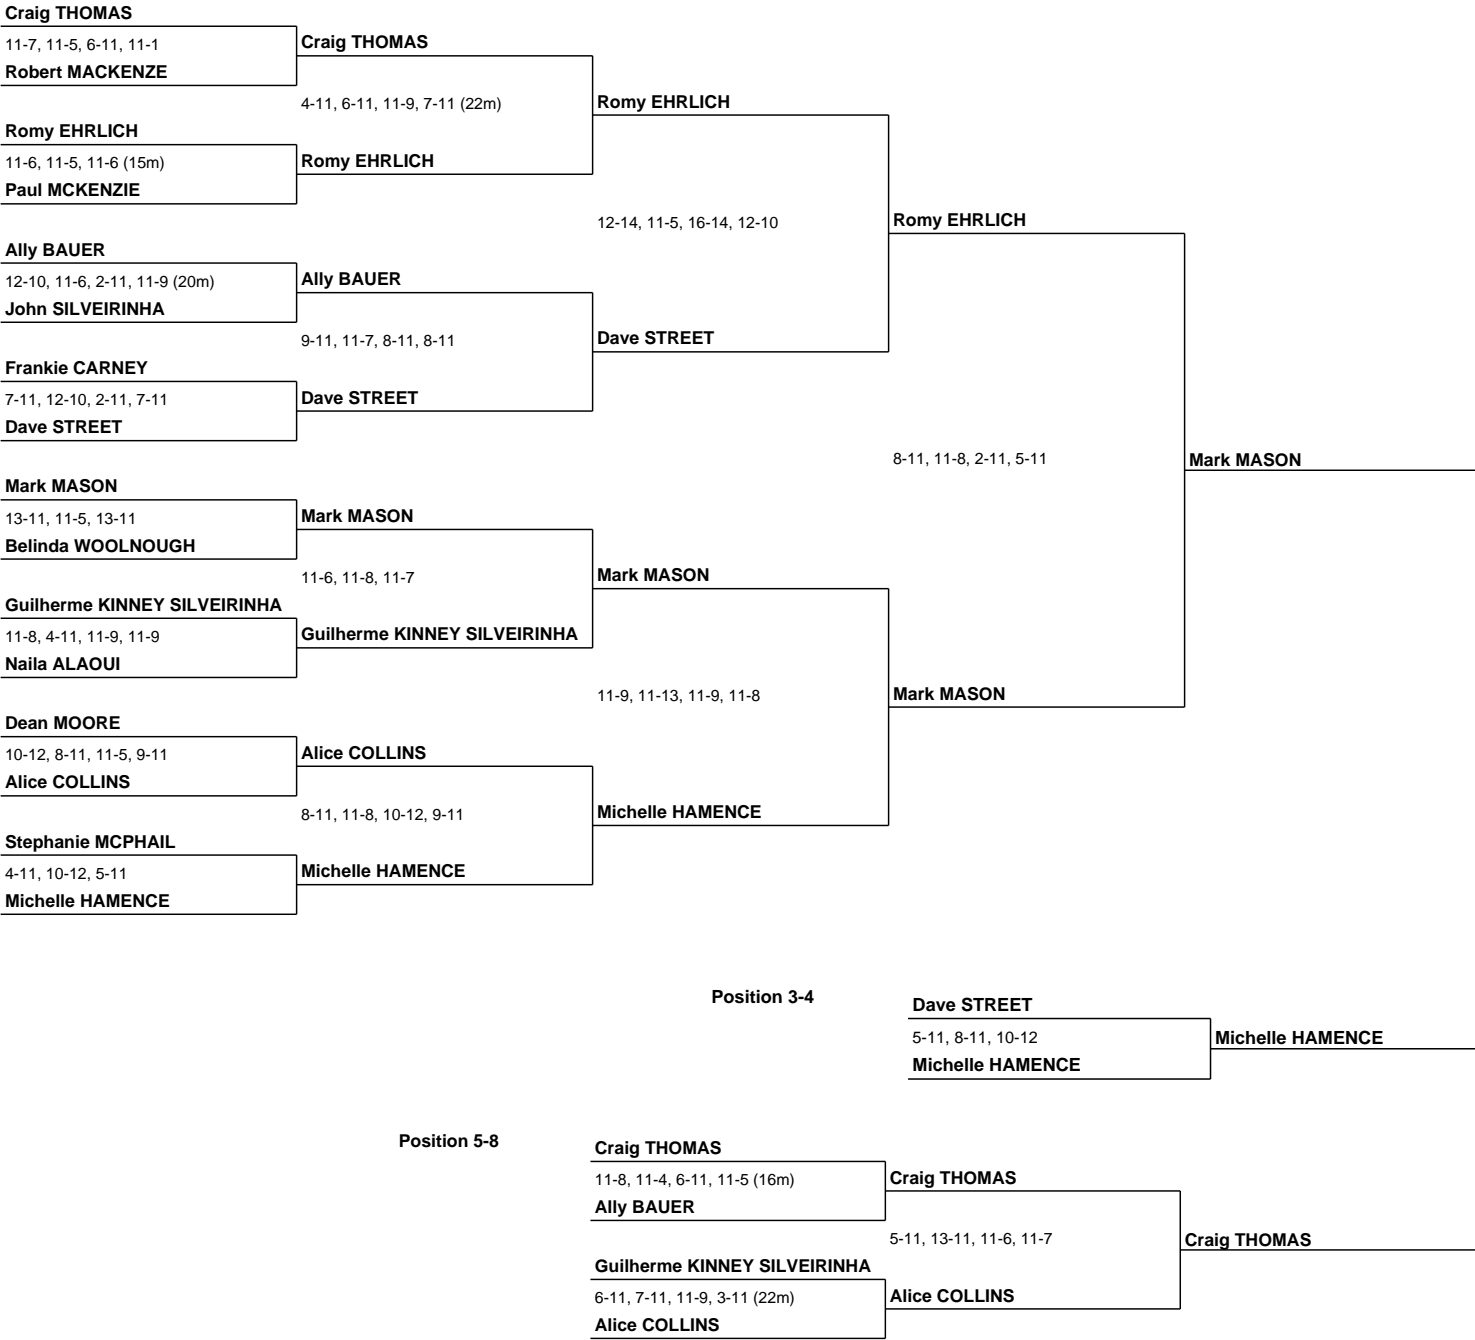 Craig THOMAS
11-7, 11-5, 6-11, 11-1
Robert MACKENZE
Romy EHRLICH
11-6, 11-5, 11-6 (15m)
Paul MCKENZIE
Ally BAUER
12-10, 11-6, 2-11, 11-9 (20m)
John SILVEIRINHA
Frankie CARNEY
7-11, 12-10, 2-11, 7-11
Dave STREET
Mark MASON
13-11, 11-5, 13-11
Belinda WOOLNOUGH
Guilherme KINNEY SILVEIRINHA
11-8, 4-11, 11-9, 11-9
Naila ALAOUI
Dean MOORE
10-12, 8-11, 11-5, 9-11
Alice COLLINS
Stephanie MCPHAIL
4-11, 10-12, 5-11
Michelle HAMENCE
Craig THOMAS
4-11, 6-11, 11-9, 7-11 (22m)
Romy EHRLICH
Ally BAUER
9-11, 11-7, 8-11, 8-11
Dave STREET
Mark MASON
11-6, 11-8, 11-7
Guilherme KINNEY SILVEIRINHA
Alice COLLINS
8-11, 11-8, 10-12, 9-11
Michelle HAMENCE
Romy EHRLICH
12-14, 11-5, 16-14, 12-10
Dave STREET
Mark MASON
11-9, 11-13, 11-9, 11-8
Michelle HAMENCE
Romy EHRLICH
8-11, 11-8, 2-11, 5-11
Mark MASON
Mark MASON
Position 3-4
Dave STREET
5-11, 8-11, 10-12
Michelle HAMENCE
Michelle HAMENCE
Position 5-8
Craig THOMAS
11-8, 11-4, 6-11, 11-5 (16m)
Ally BAUER
Guilherme KINNEY SILVEIRINHA
6-11, 7-11, 11-9, 3-11 (22m)
Alice COLLINS
Craig THOMAS
5-11, 13-11, 11-6, 11-7
Alice COLLINS
Craig THOMAS